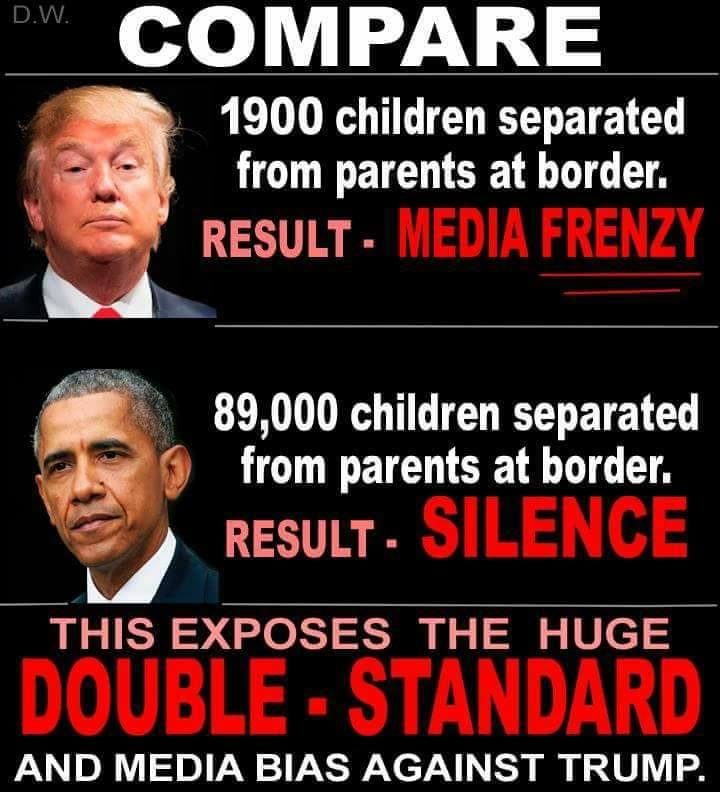 D.W.
COMPARE
1900 children separated
from parents at border.
RESULT - MEDIA FRENZY
89,000 children separated
from parents at border.
RESULT - SILENCE
THIS EXPOSES THE HUGE
DOUBLE - STANDARD
AND MEDIA BIAS AGAINST TRUMP.